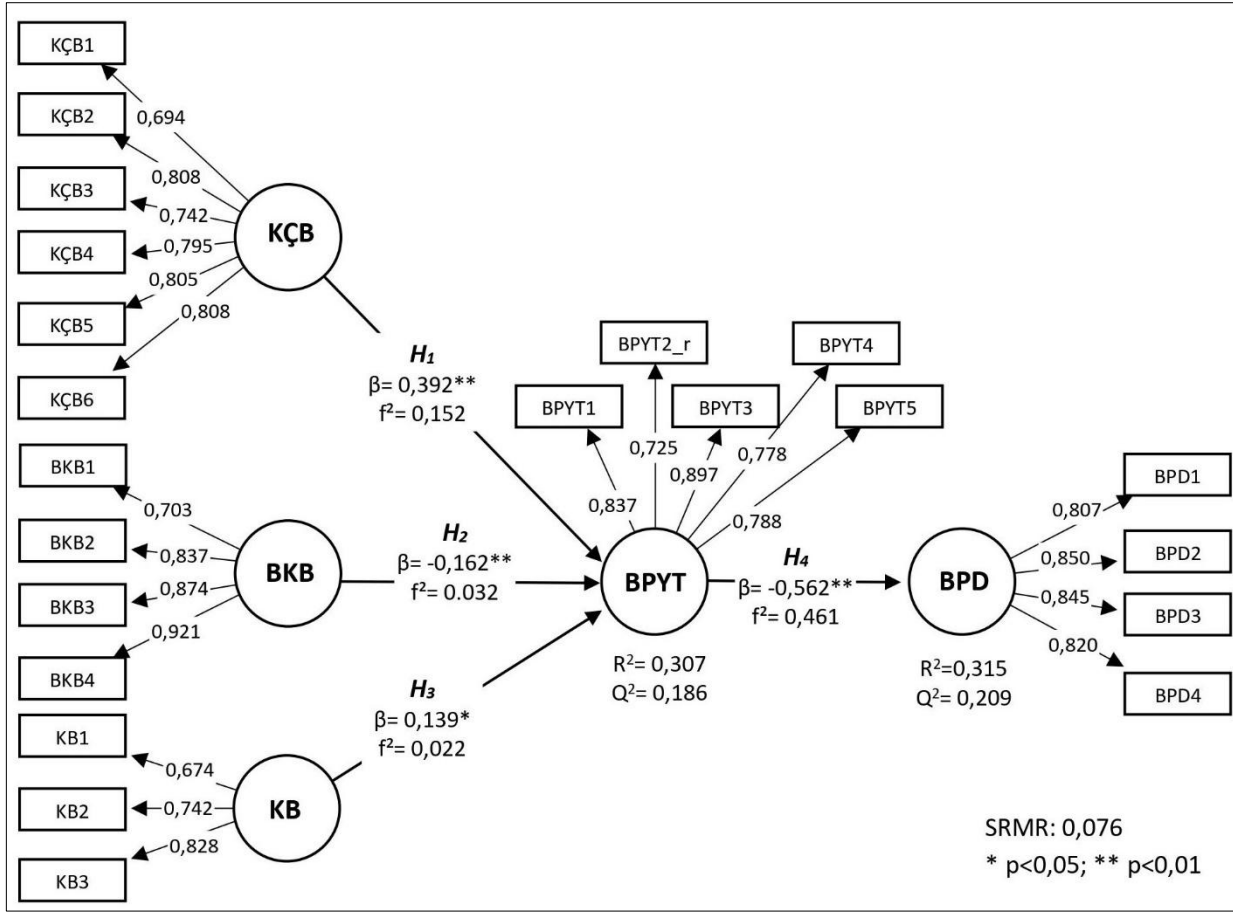 KÇB1
KÇB2
KÇB3
KÇB4
KÇB5
KÇB6
0,694
0,808
0,742
0,795
0,805
0,808
KÇB
H₁
β= 0,392**
f²= 0,152
BKB1
BKB2
BKB3
BKB4
0,703
0,837
0,874
0,921
BKB
H₂
β= -0,162**
f²= 0.032
KB1
KB2
KB3
0,674
0,742
0,828
KB
H₃
β= 0,139*
f²= 0,022
BPYT1
BPYT2_r
BPYT3
BPYT4
BPYT5
0,837
0,725
0,897
0,778
0,788
BPYT
R²= 0,307
Q²= 0,186
H₄
β= -0,562**
f²= 0,461
BPD
R²=0,315
Q²= 0,209
0,807
0,850
0,845
0,820
BPD1
BPD2
BPD3
BPD4
SRMR: 0,076
* p<0,05; ** p<0,01